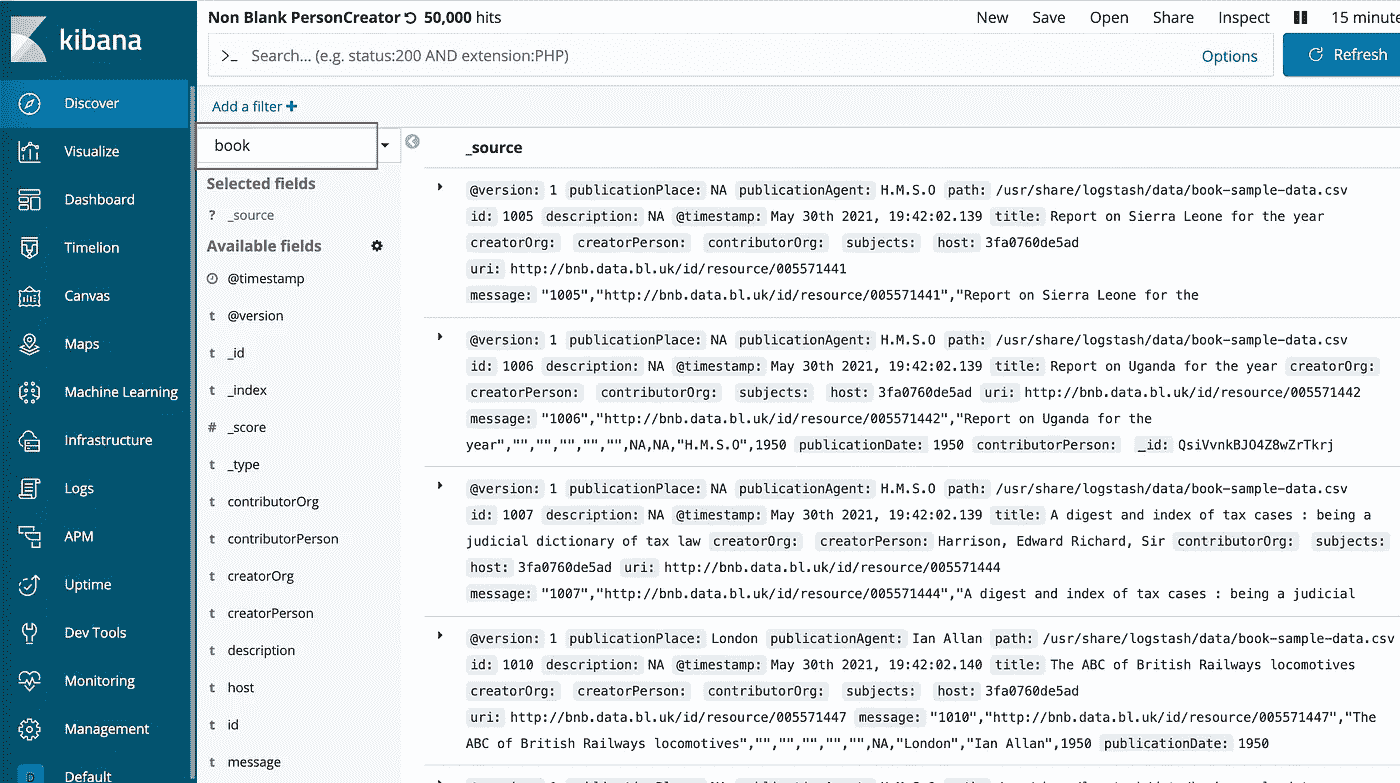 kibana
Discover
Visualize
Dashboard
Timelion
Canvas
Maps
Machine Learning
Infrastructure
Logs
APM
Uptime
Dev Tools
Monitoring
Management
D Default
Non Blank PersonCreator 50,000 hits
New Save Open Share Inspect 15 minute
>_ Search... (e.g. status:200 AND extension:PHP) Options Refresh
Add a filter +
book
Selected fields
? _source
Available fields
@timestamp
t @version
t _id
t _index
# _score
t _type
t contributorOrg
t contributorPerson
t creatorOrg
t creatorPerson
t description
t host
t id
t message
_source
@version: 1 publicationPlace: NA publicationAgent: H.M.S.O path: /usr/share/logstash/data/book-sample-data.csv
id: 1005 description: NA @timestamp: May 30th 2021, 19:42:02.139 title: Report on Sierra Leone for the year
creatorOrg: creatorPerson: contributorOrg: subjects: host: 3fa0760de5ad
uri: http://bnb.data.bl.uk/id/resource/005571441
message: "1005","http://bnb.data.bl.uk/id/resource/005571441","Report on Sierra Leone for the
@version: 1 publicationPlace: NA publicationAgent: H.M.S.O path: /usr/share/logstash/data/book-sample-data.csv
id: 1006 description: NA @timestamp: May 30th 2021, 19:42:02.139 title: Report on Uganda for the year creatorOrg:
creatorPerson: contributorOrg: subjects: host: 3fa0760de5ad uri: http://bnb.data.bl.uk/id/resource/005571442
message: "1006","http://bnb.data.bl.uk/id/resource/005571442","Report on Uganda for the
year","","","","","",NA,NA,"H.M.S.O",1950 publicationDate: 1950 contributorPerson: _id: QsiVvnkBJO4Z8wZrTkrj
@version: 1 publicationPlace: NA publicationAgent: H.M.S.O path: /usr/share/logstash/data/book-sample-data.csv
id: 1007 description: NA @timestamp: May 30th 2021, 19:42:02.139 title: A digest and index of tax cases : being a
judicial dictionary of tax law creatorOrg: creatorPerson: Harrison, Edward Richard, Sir contributorOrg: subjects:
host: 3fa0760de5ad uri: http://bnb.data.bl.uk/id/resource/005571444
message: "1007","http://bnb.data.bl.uk/id/resource/005571444","A digest and index of tax cases : being a judicial
@version: 1 publicationPlace: London publicationAgent: Ian Allan path: /usr/share/logstash/data/book-sample-data.csv
id: 1010 description: NA @timestamp: May 30th 2021, 19:42:02.140 title: The ABC of British Railways locomotives
creatorOrg: creatorPerson: contributorOrg: subjects: host: 3fa0760de5ad
uri: http://bnb.data.bl.uk/id/resource/005571447 message: "1010","http://bnb.data.bl.uk/id/resource/005571447","The
ABC of British Railways locomotives","","","","","",NA,"London","Ian Allan",1950 publicationDate: 1950